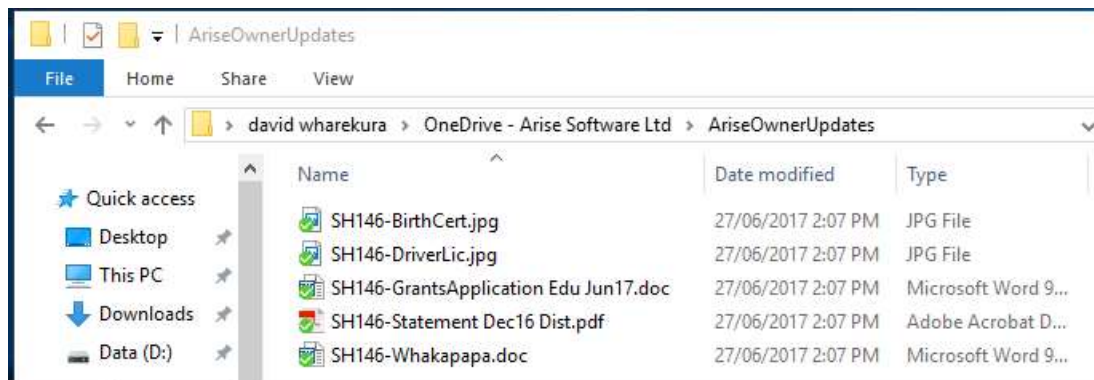 AriseOwnerUpdates
File Home Share View
david wharekura > OneDrive - Arise Software Ltd > AriseOwnerUpdates
Name Date modified Type
Quick access
Desktop
This PC
Downloads
Data (D:)
SH146-BirthCert.jpg 27/06/2017 2:07 PM JPG File
SH146-DriverLic.jpg 27/06/2017 2:07 PM JPG File
SH146-GrantsApplication Edu Jun17.doc 27/06/2017 2:07 PM Microsoft Word 9...
SH146-Statement Dec16 Dist.pdf 27/06/2017 2:07 PM Adobe Acrobat D...
SH146-Whakapapa.doc 27/06/2017 2:07 PM Microsoft Word 9...